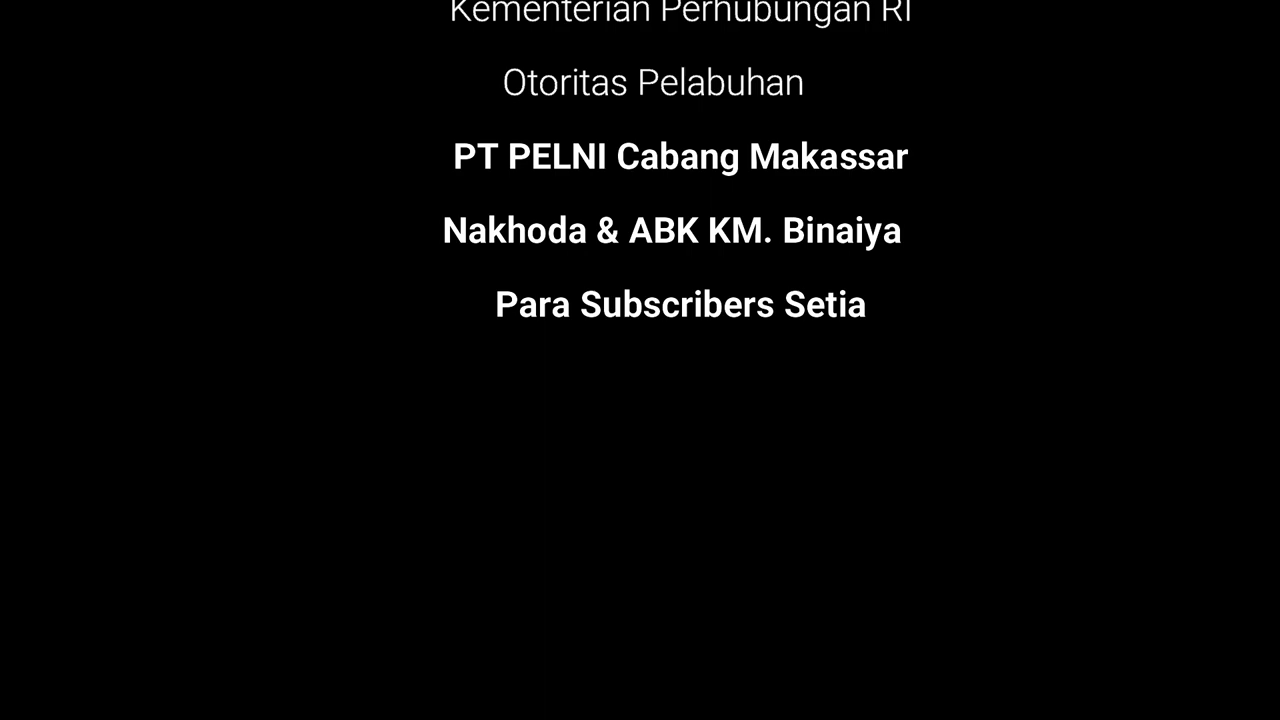 Kementerian Perhubungan RI
Otoritas Pelabuhan
PT PELNI Cabang Makassar
Nakhoda & ABK KM. Binaiya
Para Subscribers Setia